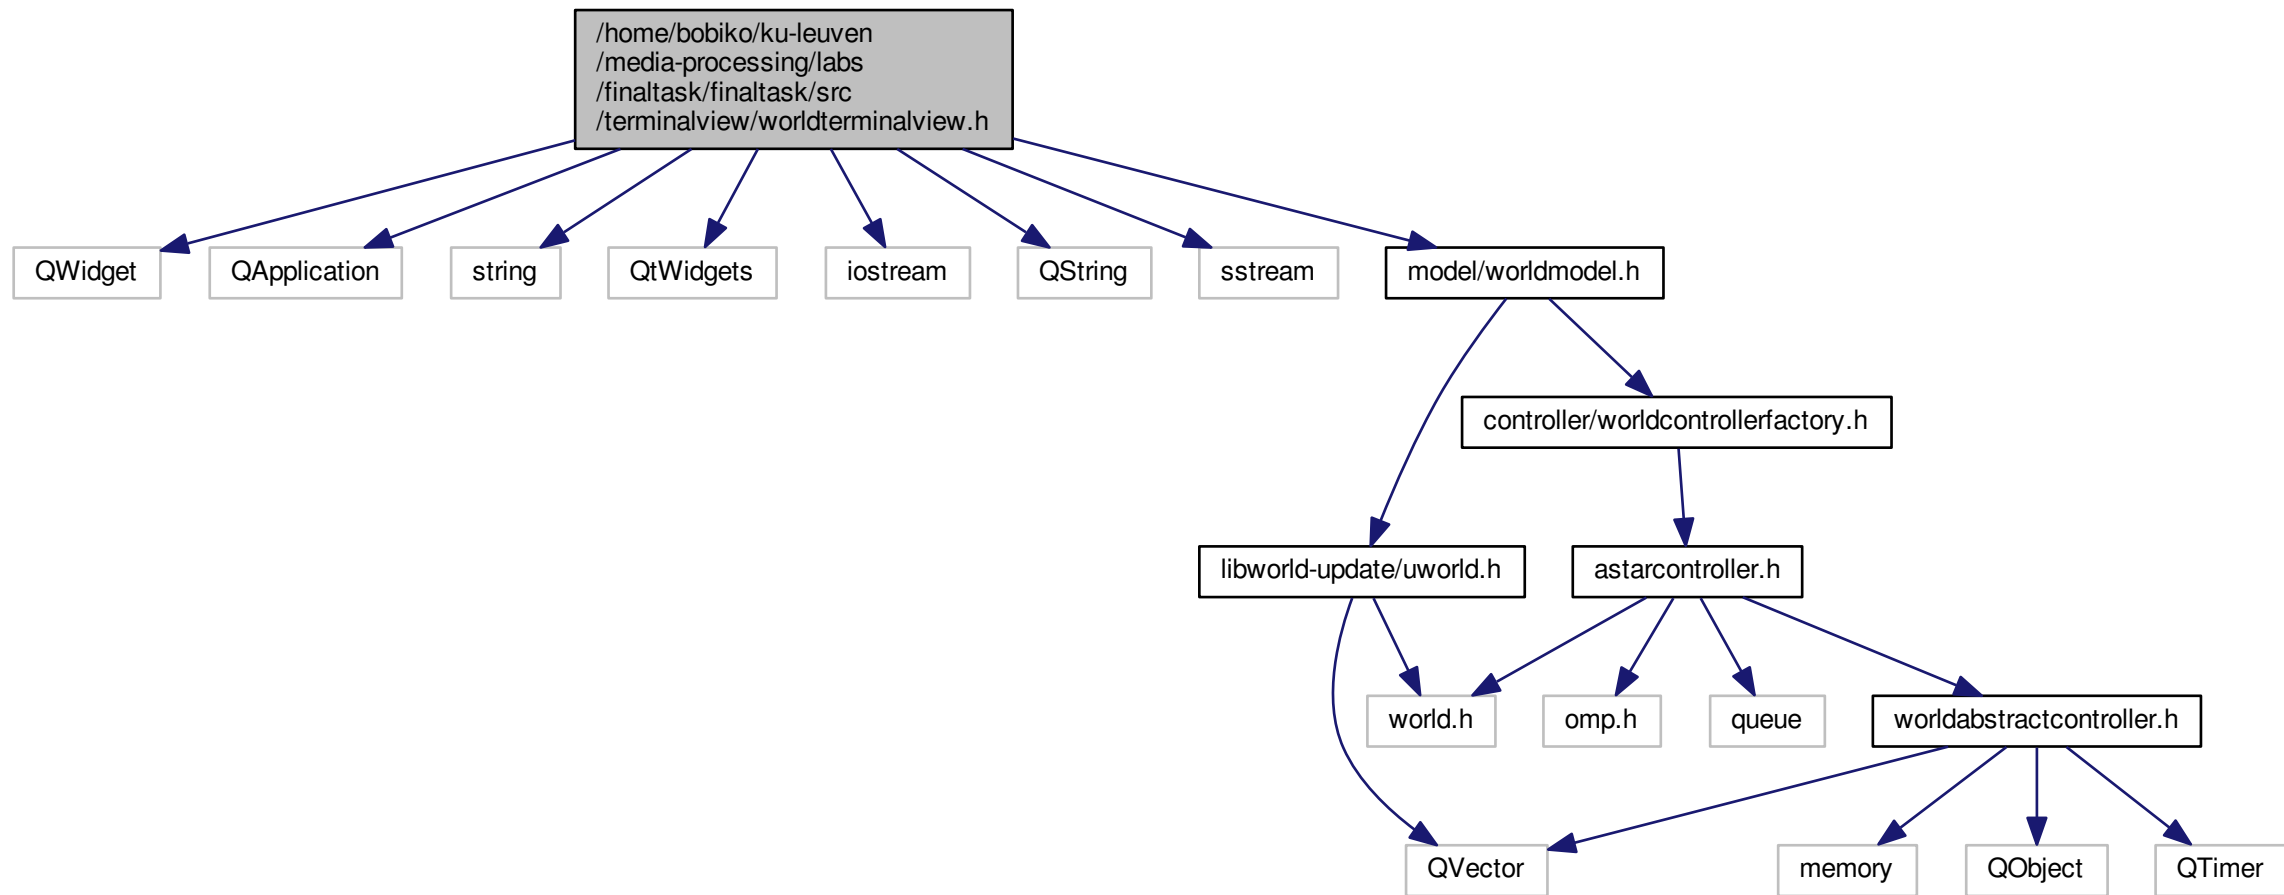 /home/bobiko/ku-leuven
/media-processing/labs
/finaltask/finaltask/src
/terminalview/worldterminalview.h
QWidget
QApplication
string
QtWidgets
iostream
QString
sstream
model/worldmodel.h
controller/worldcontrollerfactory.h
libworld-update/uworld.h
astarcontroller.h
world.h
omp.h
queue
worldabstractcontroller.h
QVector
memory
QObject
QTimer